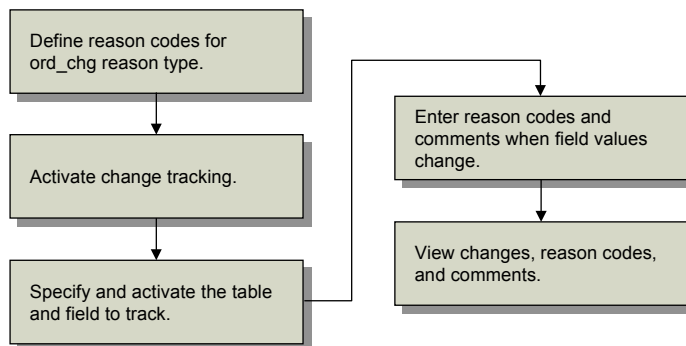 Define reason codes for
ord_chg reason type.
Activate change tracking.
Specify and activate the table
and field to track.
Enter reason codes and
comments when field values
change.
View changes, reason codes,
and comments.